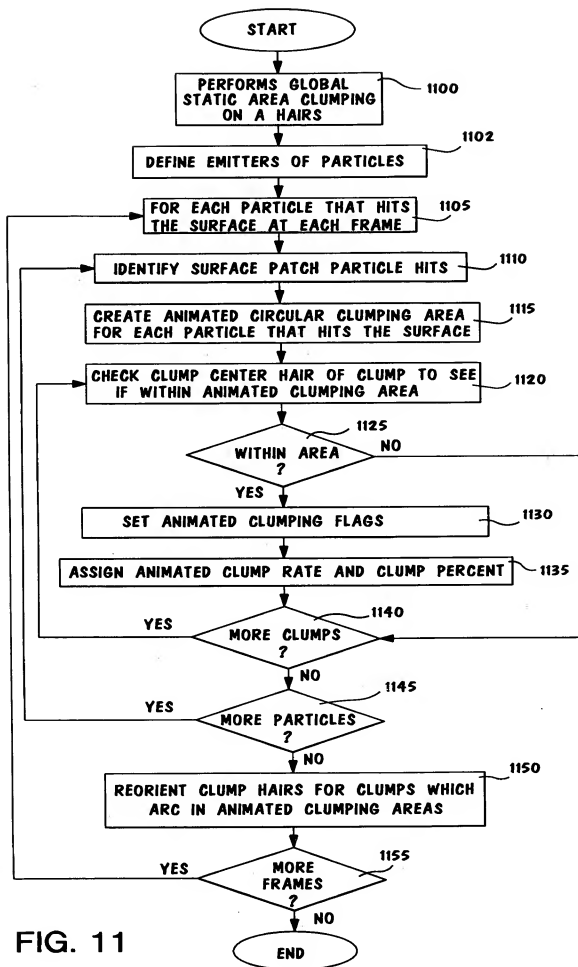 START
PERFORMS GLOBAL
STATIC AREA CLUMPING
ON A HAIRS
1100
1102
DEFINE EMITTERS OF PARTICLES
FOR EACH PARTICLE THAT HITS
THE SURFACE AT EACH FRAME
1105
IDENTIFY SURFACE PATCH PARTICLE HITS
1110
CREATE ANIMATED CIRCULAR CLUMPING AREA
FOR EACH PARTICLE THAT HITS THE SURFACE
1115
CHECK CLUMP CENTER HAIR OF CLUMP TO SEE
IF WITHIN ANIMATED CLUMPING AREA
1120
1125
WITHIN AREA
?
NO
YES
SET ANIMATED CLUMPING FLAGS
1130
ASSIGN ANIMATED CLUMP RATE AND CLUMP PERCENT
1135
1140
YES
MORE CLUMPS
?
NO
1145
YES
MORE PARTICLES
?
NO
1150
REORIENT CLUMP HAIRS FOR CLUMPS WHICH
ARC IN ANIMATED CLUMPING AREAS
YES
MORE
FRAMES
?
1155
NO
FIG. 11
END